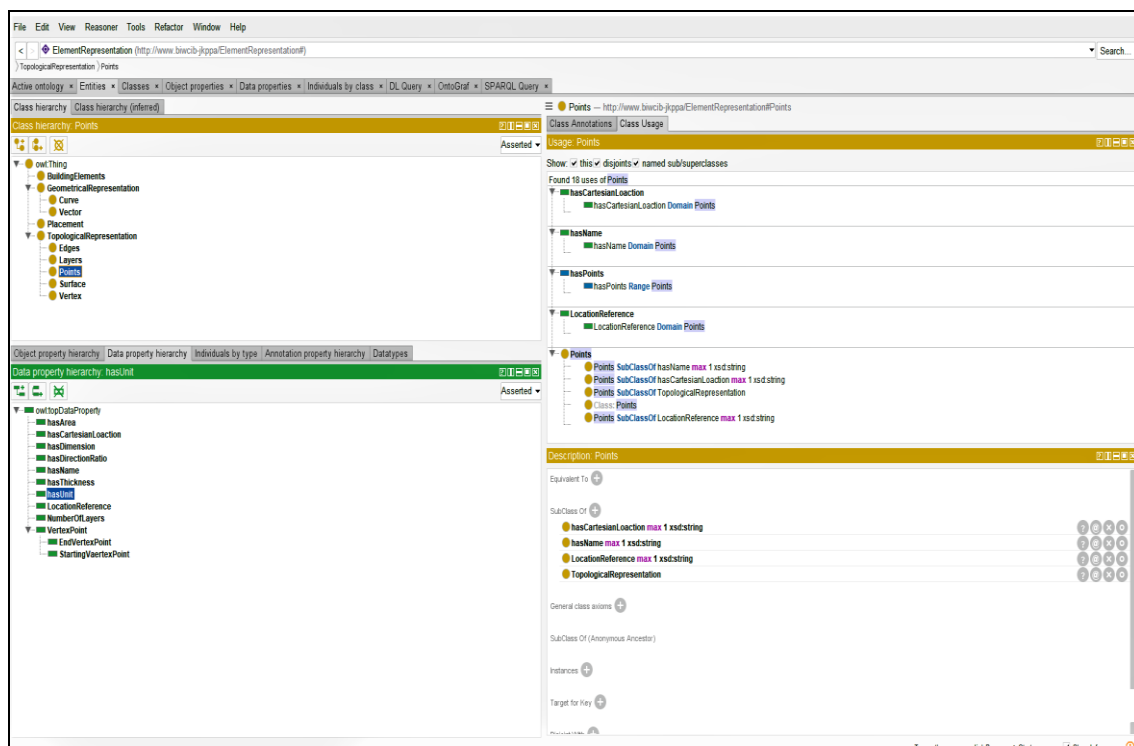 File Edit View Reasoner Tools Refactor Window Help
< > ElementRepresentation (http://www.biwcib-jkppa/ElementRepresentation#) Search...
TopologicalRepresentation Points
Active ontology × Entities × Classes × Object properties × Data properties × Individuals by class × DL Query × OntoGraf × SPARQL Query ×
Class hierarchy Class hierarchy (inferred)
Class hierarchy: Points
Asserted
owl:Thing
BuildingElements
GeometricalRepresentation
Curve
Vector
Placement
TopologicalRepresentation
Edges
Layers
Points
Surface
Vertex
Object property hierarchy Data property hierarchy Individuals by type Annotation property hierarchy Datatypes
Data property hierarchy: hasUnit
Asserted
owl:topDataProperty
hasArea
hasCartesianLoaction
hasDimension
hasDirectionRatio
hasName
hasThickness
hasUnit
LocationReference
NumberOfLayers
VertexPoint
EndVertexPoint
StartingVaertexPoint
Points — http://www.biwcib-jkppa/ElementRepresentation#Points
Class Annotations Class Usage
Usage: Points
Show: this disjoints named sub/superclasses
Found 18 uses of Points
hasCartesianLoaction
hasCartesianLoaction Domain Points
hasName
hasName Domain Points
hasPoints
hasPoints Range Points
LocationReference
LocationReference Domain Points
Points
Points SubClassOf hasName max 1 xsd:string
Points SubClassOf hasCartesianLoaction max 1 xsd:string
Points SubClassOf TopologicalRepresentation
Class: Points
Points SubClassOf LocationReference max 1 xsd:string
Description: Points
Equivalent To
SubClass Of
hasCartesianLoaction max 1 xsd:string
hasName max 1 xsd:string
LocationReference max 1 xsd:string
TopologicalRepresentation
General class axioms
SubClass Of (Anonymous Ancestor)
Instances
Target for Key